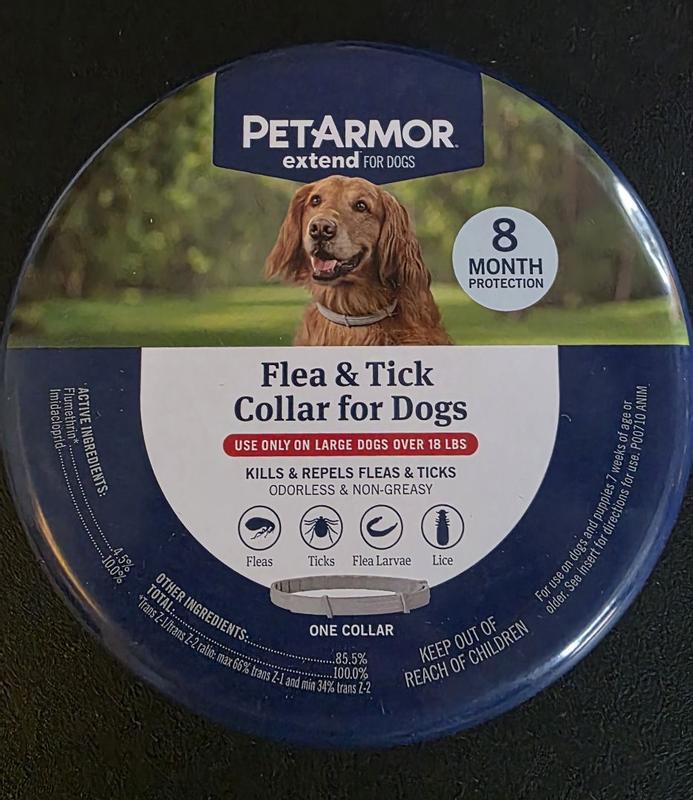 PETARMOR®
extend® FOR DOGS
8
MONTH
PROTECTION
Flea & Tick
Collar for Dogs
USE ONLY ON LARGE DOGS OVER 18 LBS
KILLS & REPELS FLEAS & TICKS
ODORLESS & NON-GREASY
Fleas Ticks Flea Larvae Lice
ONE COLLAR
ACTIVE INGREDIENTS:
Flumethrin*..........4.5%
Imidacloprid..........10.0%
OTHER INGREDIENTS:..........85.5%
TOTAL..........100.0%
*trans Z-1/trans Z-2 ratio: max 66% trans Z-1 and min 34% trans Z-2
KEEP OUT OF
REACH OF CHILDREN
For use on dogs and puppies 7 weeks of age or
older. See insert for directions for use. P00710 ANIM